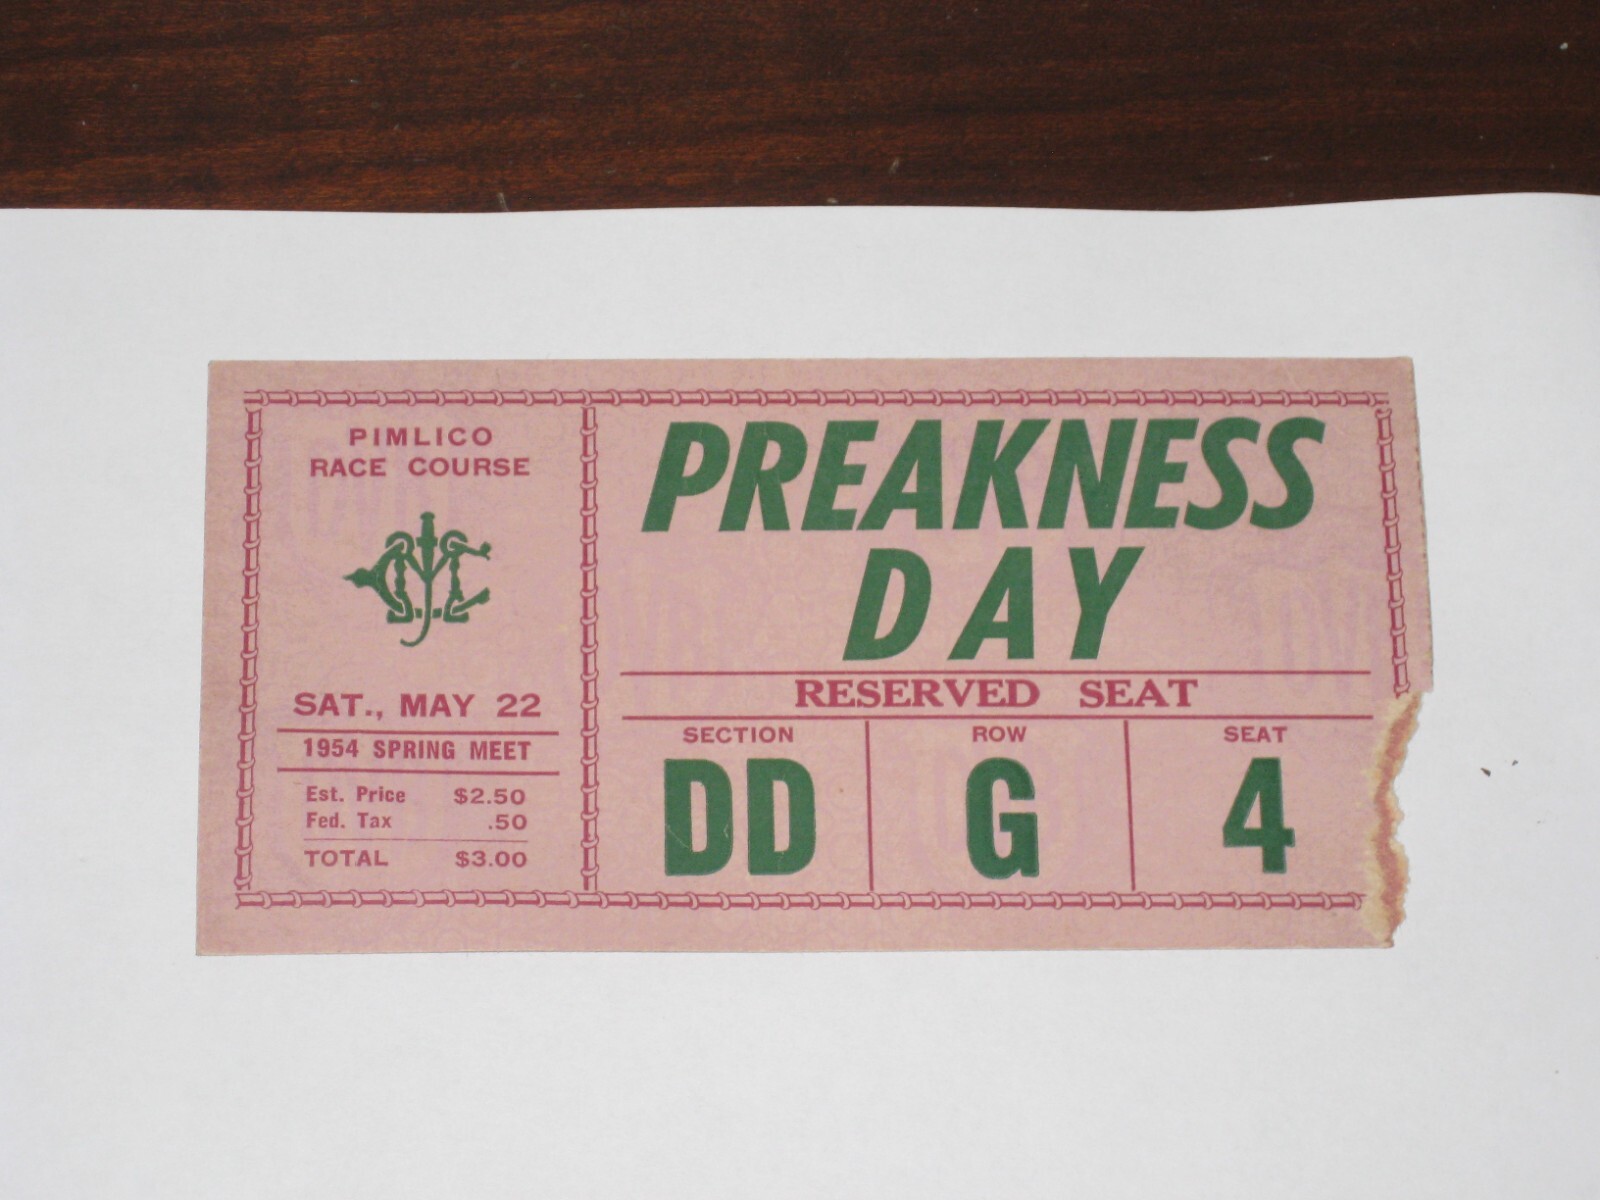 PIMLICO
RACE COURSE
SAT., MAY 22
1954 SPRING MEET
Est. Price $2.50
Fed. Tax .50
TOTAL $3.00
PREAKNESS
DAY
RESERVED SEAT
SECTION ROW SEAT
DD G 4